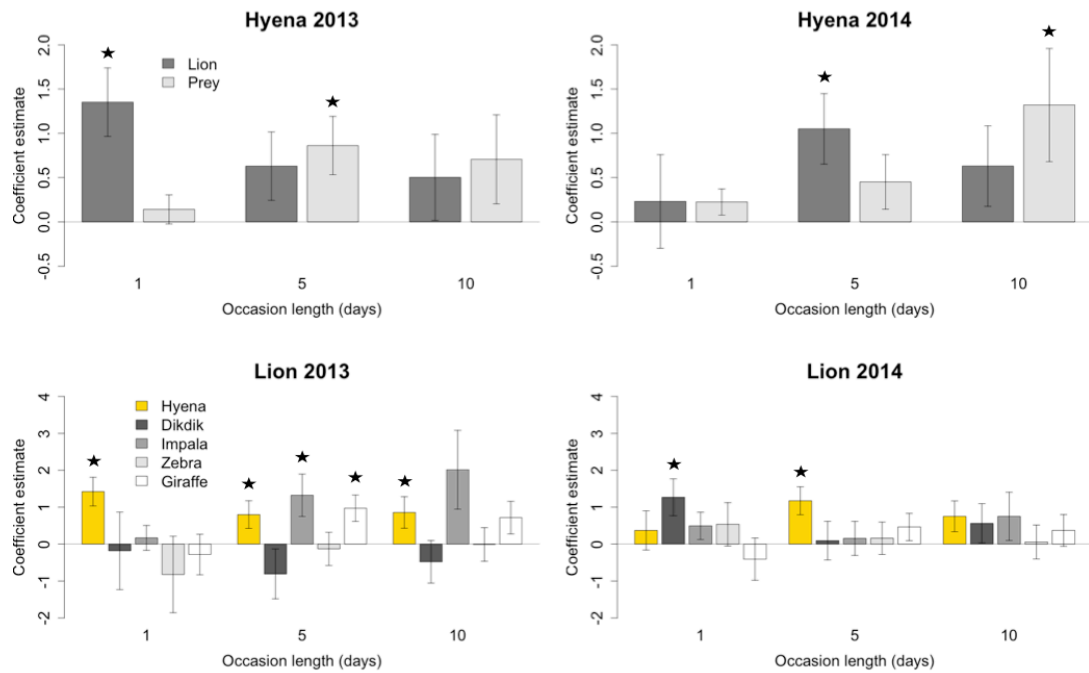 Hyena 2013
Coefficient estimate
2.0
1.5
1.0
0.5
0.0
-0.5
Lion
Prey
1 5 10
Occasion length (days)
Hyena 2014
Coefficient estimate
2.0
1.5
1.0
0.5
0.0
-0.5
1 5 10
Occasion length (days)
Lion 2013
Coefficient estimate
4
3
2
1
0
-1
-2
Hyena
Dikdik
Impala
Zebra
Giraffe
1 5 10
Occasion length (days)
Lion 2014
Coefficient estimate
4
3
2
1
0
-1
-2
1 5 10
Occasion length (days)